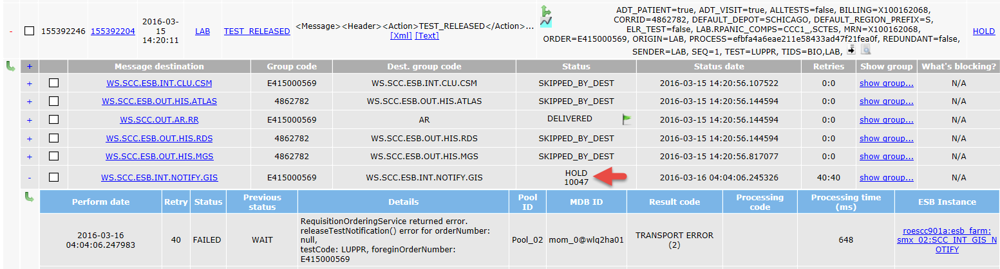 - 155392246 155392204 2016-03-15 14:20:11 LAB TEST_RELEASED <Message><Header><Action>TEST_RELEASED</Action>... [Xml] [Text]
ADT_PATIENT=true, ADT_VISIT=true, ALLTESTS=false, BILLING=X100162068,
CORRID=4862782, DEFAULT_DEPOT=SCHICAGO, DEFAULT_REGION_PREFIX=S,
ELR_TEST=false, LAB.RPANIC_COMPS=CCC1_,SCTES, MRN=X100162068,
ORDER=E415000569, ORIGIN=LAB, PROCESS=efbfa4a6eae211e58433ad47f21fea0f, REDUNDANT=false,
SENDER=LAB, SEQ=1, TEST=LUPPR, TIDS=BIO,LAB,
HOLD
+ Message destination Group code Dest. group code Status Status date Retries Show group What's blocking?
+ WS.SCC.ESB.INT.CLU.CSM E415000569 WS.SCC.ESB.INT.CLU.CSM SKIPPED_BY_DEST 2016-03-15 14:20:56.107522 0:0 show group... N/A
+ WS.SCC.ESB.OUT.HIS.ATLAS 4862782 WS.SCC.ESB.OUT.HIS.ATLAS SKIPPED_BY_DEST 2016-03-15 14:20:56.144594 0:0 show group... N/A
+ WS.SCC.OUT.AR.RR E415000569 AR DELIVERED 2016-03-15 14:20:56.144594 0:0 show group... N/A
+ WS.SCC.ESB.OUT.HIS.RDS 4862782 WS.SCC.ESB.OUT.HIS.RDS SKIPPED_BY_DEST 2016-03-15 14:20:56.144594 0:0 show group... N/A
+ WS.SCC.ESB.OUT.HIS.MGS 4862782 WS.SCC.ESB.OUT.HIS.MGS SKIPPED_BY_DEST 2016-03-15 14:20:56.817077 0:0 show group... N/A
- WS.SCC.ESB.INT.NOTIFY.GIS E415000569 WS.SCC.ESB.INT.NOTIFY.GIS HOLD 10047 2016-03-16 04:04:06.245326 40:40 show group... N/A
Perform date Retry Status Previous status Details Pool ID MDB ID Result code Processing code Processing time (ms) ESB Instance
2016-03-16 04:04:06.247983 40 FAILED WAIT
RequisitionOrderingService returned error.
releaseTestNotification() error for orderNumber:
null,
testCode: LUPPR, foreginOrderNumber:
E415000569
Pool_02 mom_0@wlq2ha01 TRANSPORT ERROR (2) 648
roescc901a:esb_farm:
smx_02:SCC_INT_GIS_N
OTIFY